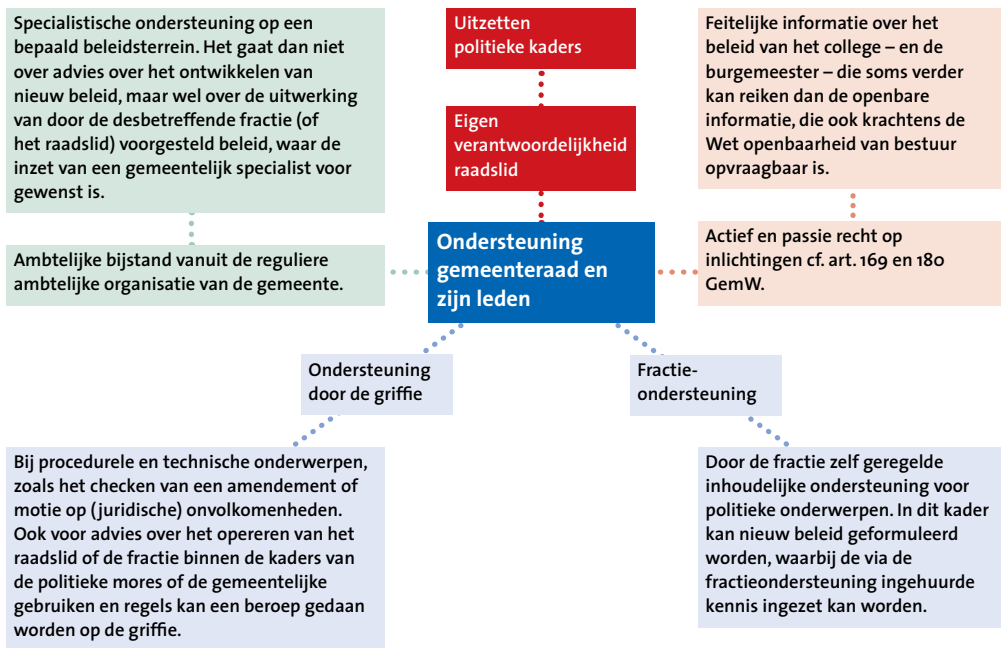 Specialistische ondersteuning op een
bepaald beleidsterrein. Het gaat dan niet
over advies over het ontwikkelen van
nieuw beleid, maar wel over de uitwerking
van door de desbetreffende fractie (of
het raadslid) voorgesteld beleid, waar de
inzet van een gemeentelijk specialist voor
gewenst is.
Uitzetten
politieke kaders
Feitelijke informatie over het
beleid van het college – en de
burgemeester – die soms verder
kan reiken dan de openbare
informatie, die ook krachtens de
Wet openbaarheid van bestuur
opvraagbaar is.
Eigen
verantwoordelijkheid
raadslid
Ambtelijke bijstand vanuit de reguliere
ambtelijke organisatie van de gemeente.
Ondersteuning
gemeenteraad en
zijn leden
Actief en passie recht op
inlichtingen cf. art. 169 en 180
GemW.
Ondersteuning
door de griffie
Fractie-
ondersteuning
Bij procedurele en technische onderwerpen,
zoals het checken van een amendement of
motie op (juridische) onvolkomenheden.
Ook voor advies over het opereren van het
raadslid of de fractie binnen de kaders van
de politieke mores of de gemeentelijke
gebruiken en regels kan een beroep gedaan
worden op de griffie.
Door de fractie zelf geregelde
inhoudelijke ondersteuning voor
politieke onderwerpen. In dit kader
kan nieuw beleid geformuleerd
worden, waarbij de via de
fractieondersteuning ingehuurde
kennis ingezet kan worden.